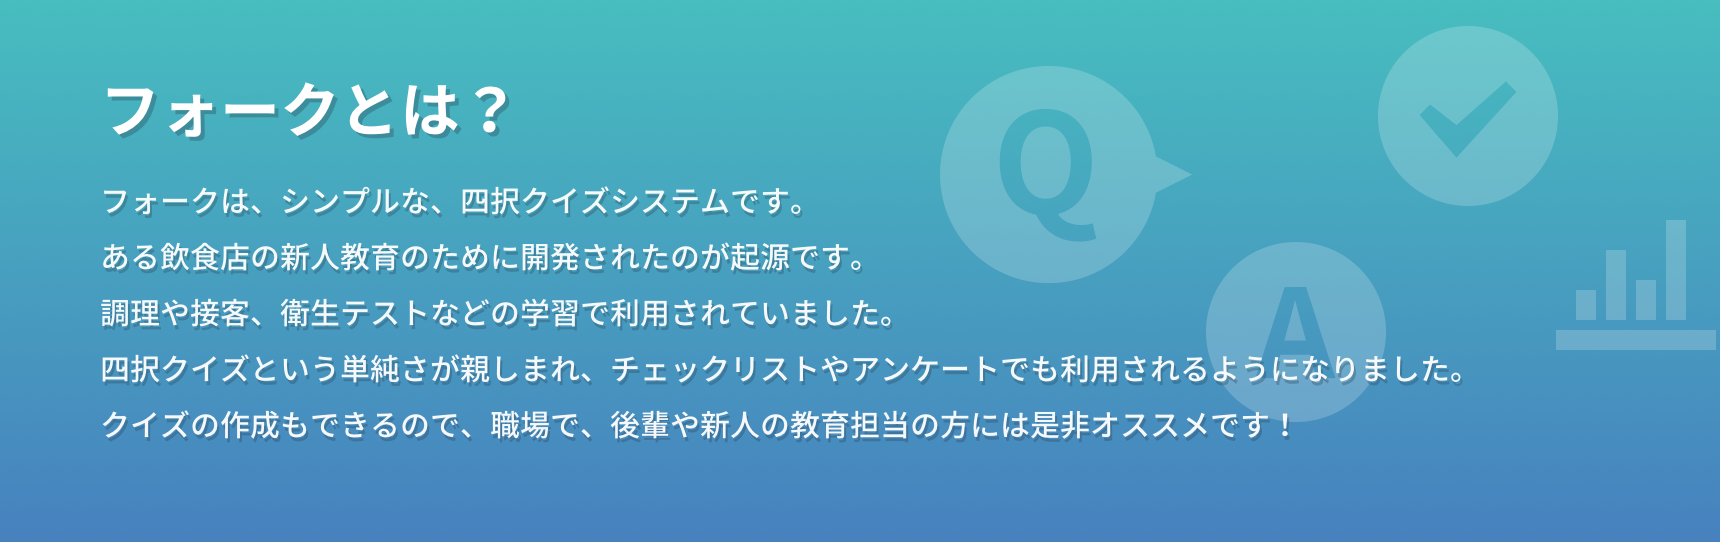 フォークとは？
フォークは、シンプルな、四択クイズシステムです。
ある飲食店の新人教育のために開発されたのが起源です。
調理や接客、衛生テストなどの学習で利用されていました。
四択クイズという単純さが親しまれ、チェックリストやアンケートでも利用されるようになりました。
クイズの作成もできるので、職場で、後輩や新人の教育担当の方には是非オススメです！
Q
A